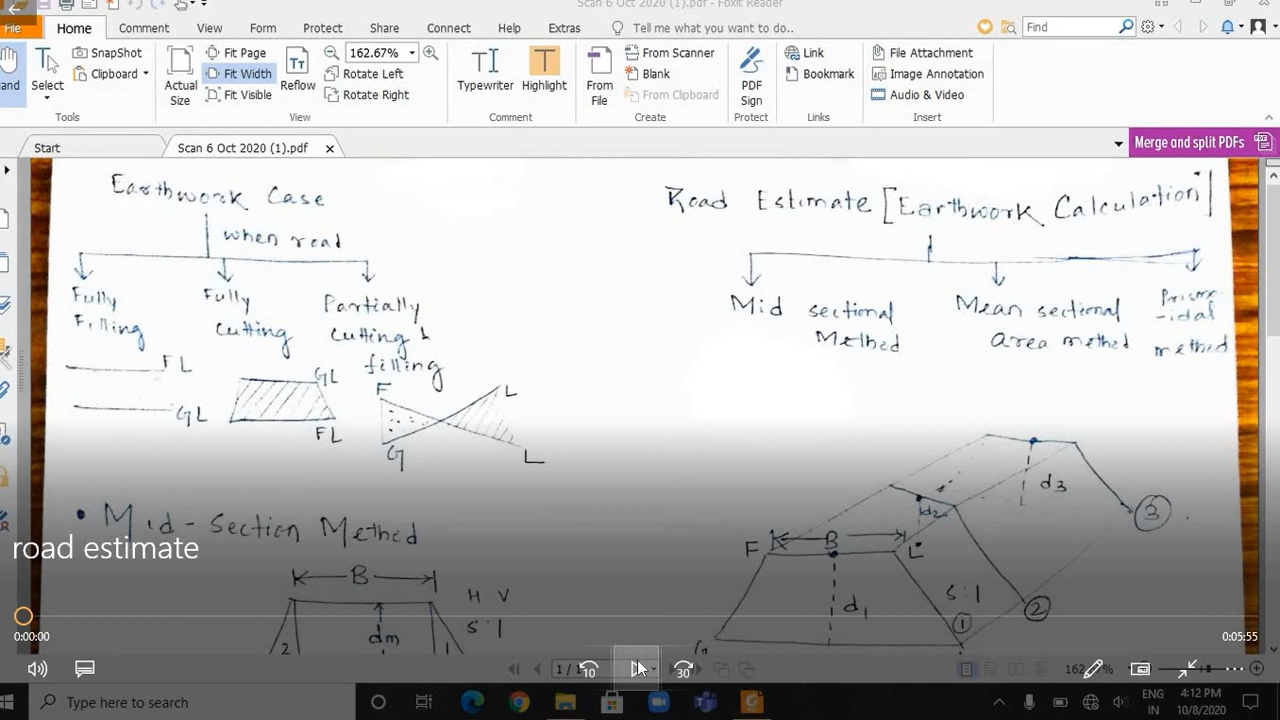 Scan 6 Oct 2020 (1).pdf - Foxit Reader
File Home Comment View Form Protect Share Connect Help Extras Tell me what you want to do.. Find
SnapShot
Clipboard
Select
Tools
Actual Size
Fit Page
Fit Width
Fit Visible
Reflow
162.67%
Rotate Left
Rotate Right
View
Typewriter
Highlight
Comment
From File
From Scanner
Blank
From Clipboard
Create
PDF Sign
Protect
Link
Bookmark
Links
File Attachment
Image Annotation
Audio & Video
Insert
Start
Scan 6 Oct 2020 (1).pdf
Merge and split PDFs
Earthwork Case
when road
Fully Filling
Fully cutting
Partially cutting & filling
FL
GL
GL
FL
F
L
G
L
Road Estimate [Earthwork Calculation]
Mid sectional Method
Mean sectional area method
Prismo-idal method
• Mid-Section Method
B
H V
S:1
dm
2
1
F
B
L
d1
d2
d3
S:1
1
2
3
road estimate
0:00:00
0:05:55
10
30
Type here to search
ENG
IN
4:12 PM
10/8/2020